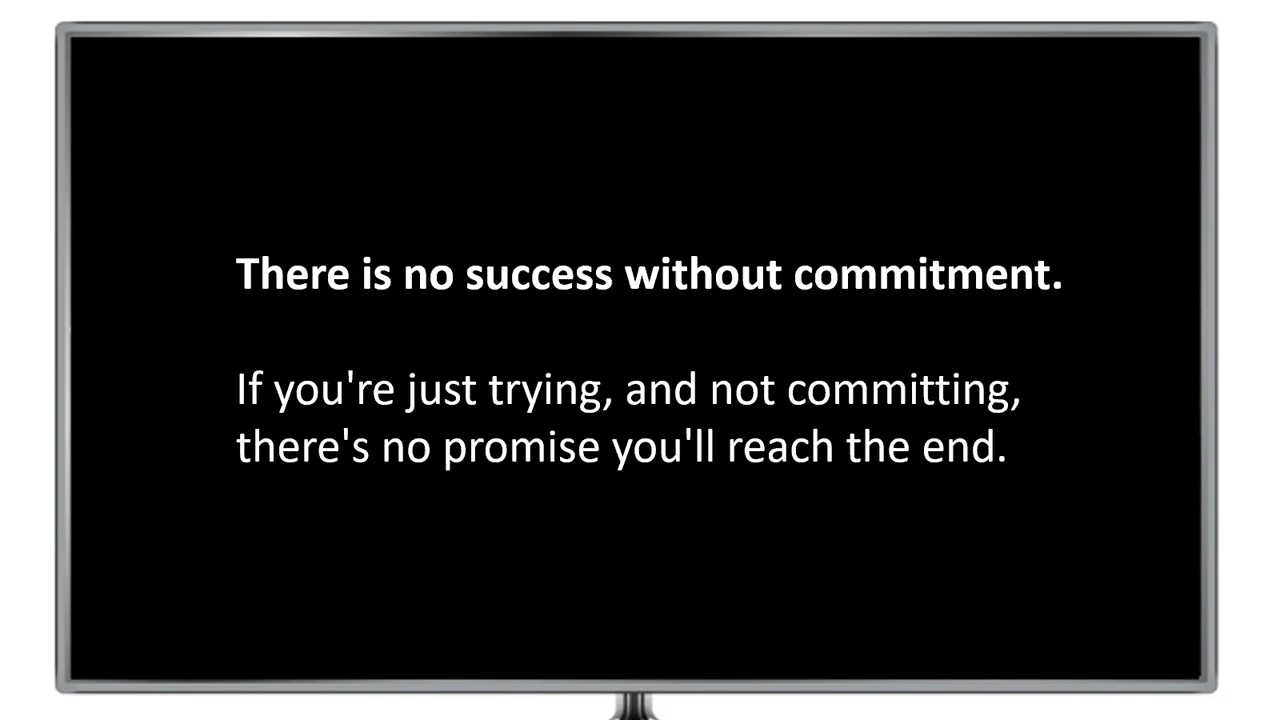 There is no success without commitment.
If you're just trying, and not committing,
there's no promise you'll reach the end.